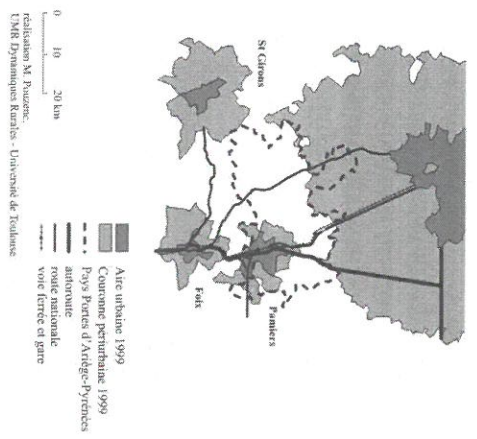 St Girons
Pamiers
Foix
0 10 20 km
réalisation M. Pouzenc,
UMR Dynamiques Rurales - Université de Toulouse
Aire urbaine 1999
Couronne périurbaine 1999
Pays Portes d'Ariège-Pyrénées
autoroute
route nationale
voie ferrée et gare